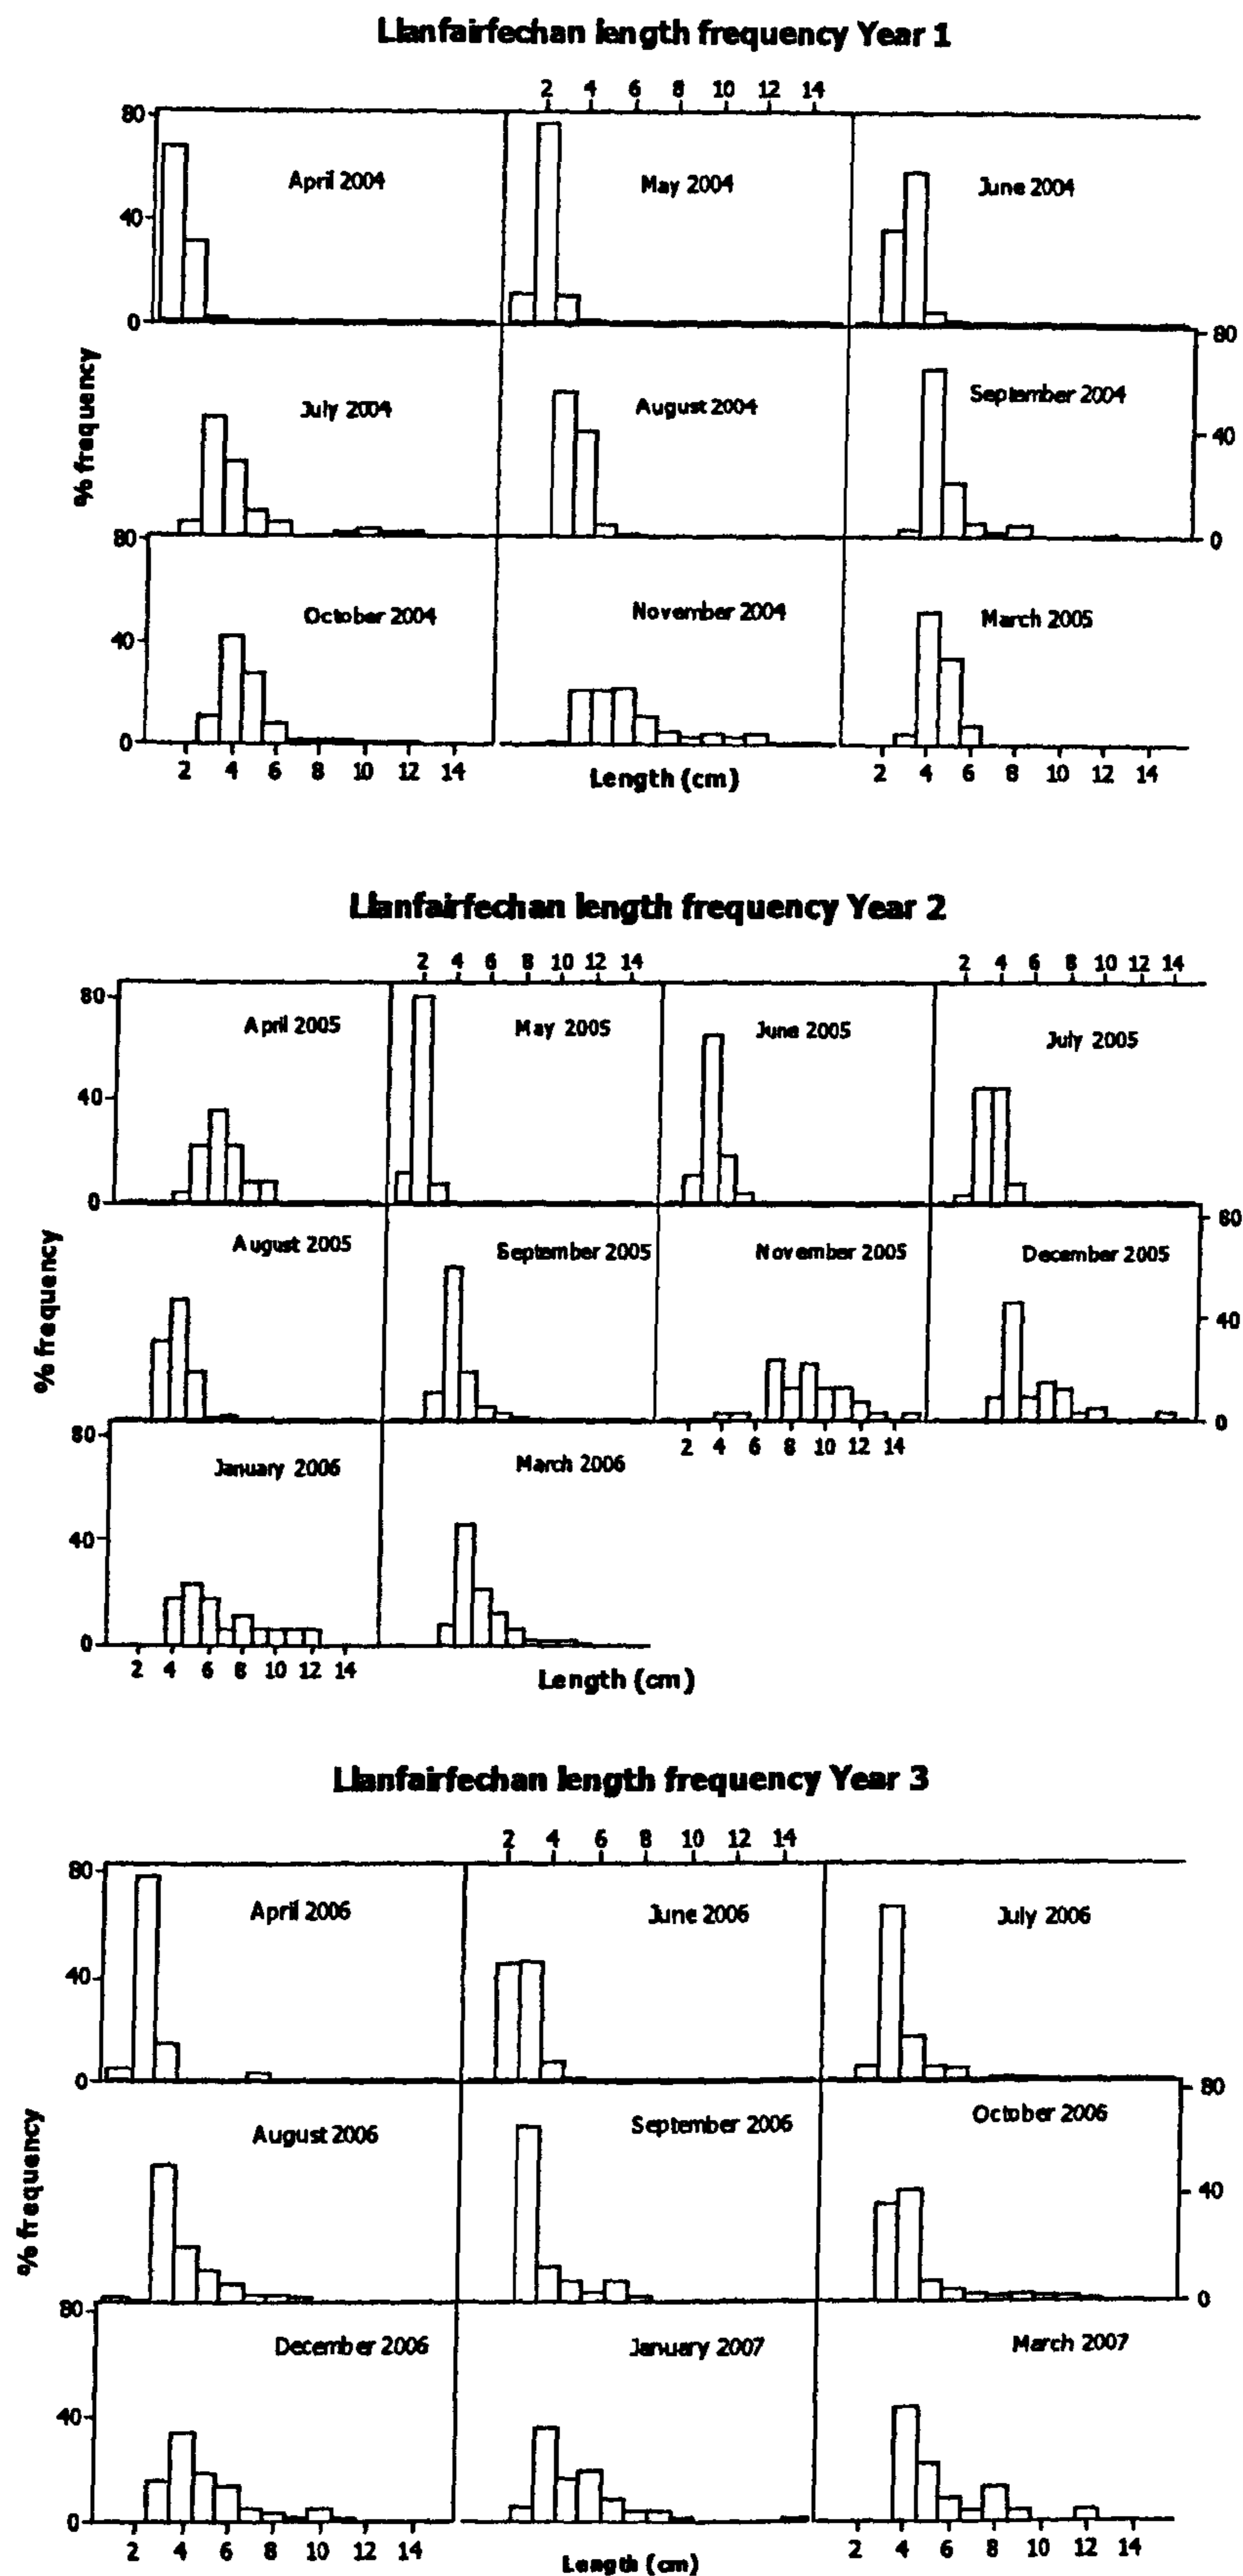 Llanfairfechan length frequency Year 1
2 4 6 8 10 12 14
80 April 2004 May 2004 June 2004
40
0 80
% frequency
July 2004 August 2004 September 2004
40
80 0
October 2004 November 2004 March 2005
40
0
2 4 6 8 10 12 14 Length (cm) 2 4 6 8 10 12 14
Llanfairfechan length frequency Year 2
2 4 6 8 10 12 14 2 4 6 8 10 12 14
80
April 2005 May 2005 June 2005 July 2005
40
0 80
% frequency
August 2005 September 2005 November 2005 December 2005
40
0
80 2 4 6 8 10 12 14
January 2006 March 2006
40
0
2 4 6 8 10 12 14 Length (cm)
Llanfairfechan length frequency Year 3
2 4 6 8 10 12 14
80
April 2006 June 2006 July 2006
40
0 80
% frequency
August 2006 September 2006 October 2006
40
80 0
December 2006 January 2007 March 2007
40
0
2 4 6 8 10 12 14 Length (cm) 2 4 6 8 10 12 14